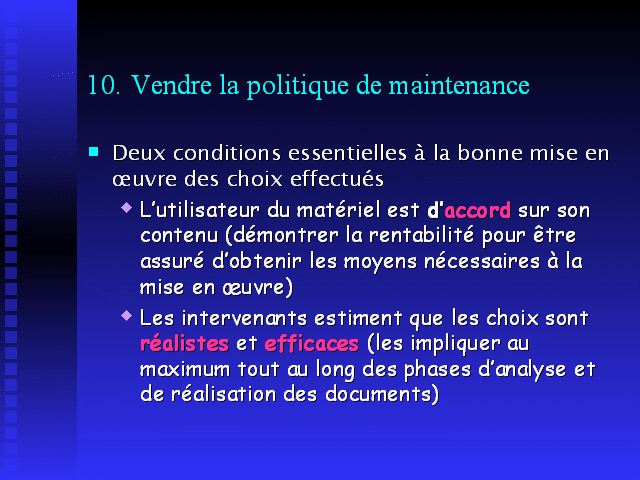 10. Vendre la politique de maintenance
Deux conditions essentielles à la bonne mise en
œuvre des choix effectués
L'utilisateur du matériel est d'accord sur son
contenu (démontrer la rentabilité pour être
assuré d'obtenir les moyens nécessaires à la
mise en œuvre)
Les intervenants estiment que les choix sont
réalistes et efficaces (les impliquer au
maximum tout au long des phases d'analyse et
de réalisation des documents)